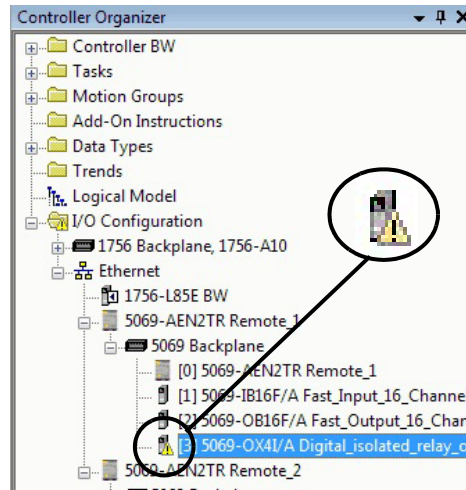 Controller Organizer
Controller BW
Tasks
Motion Groups
Add-On Instructions
Data Types
Trends
Logical Model
I/O Configuration
1756 Backplane, 1756-A10
Ethernet
1756-L85E BW
5069-AEN2TR Remote_1
5069 Backplane
[0] 5069-AEN2TR Remote_1
[1] 5069-IB16F/A Fast_Input_16_Channe
[2] 5069-OB16F/A Fast_Output_16_Chan
[3] 5069-OX4I/A Digital_isolated_relay_o
5069-AEN2TR Remote_2